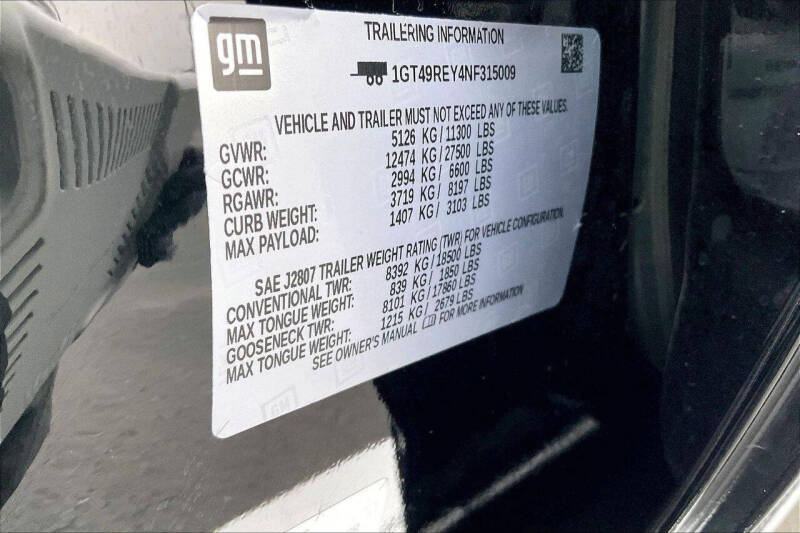 gm
TRAILERING INFORMATION
1GT49REY4NF315009
VEHICLE AND TRAILER MUST NOT EXCEED ANY OF THESE VALUES.
GVWR: 5126 KG / 11300 LBS
GCWR: 12474 KG / 27500 LBS
RGAWR: 2994 KG / 6600 LBS
CURB WEIGHT: 3719 KG / 8197 LBS
MAX PAYLOAD: 1407 KG / 3103 LBS
SAE J2807 TRAILER WEIGHT RATING (TWR) FOR VEHICLE CONFIGURATION.
CONVENTIONAL TWR: 8392 KG / 18500 LBS
MAX TONGUE WEIGHT: 839 KG / 1850 LBS
GOOSENECK TWR: 8101 KG / 17860 LBS
MAX TONGUE WEIGHT: 1215 KG / 2679 LBS
SEE OWNER'S MANUAL FOR MORE INFORMATION